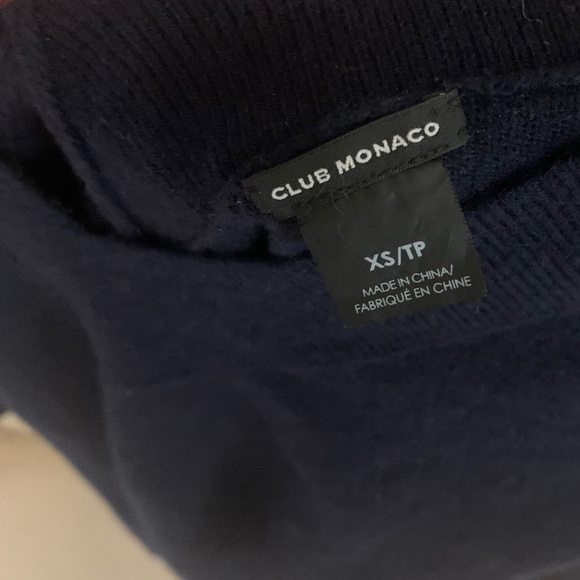 CLUB MONACO
XS/TP
MADE IN CHINA/
FABRIQUÉ EN CHINE